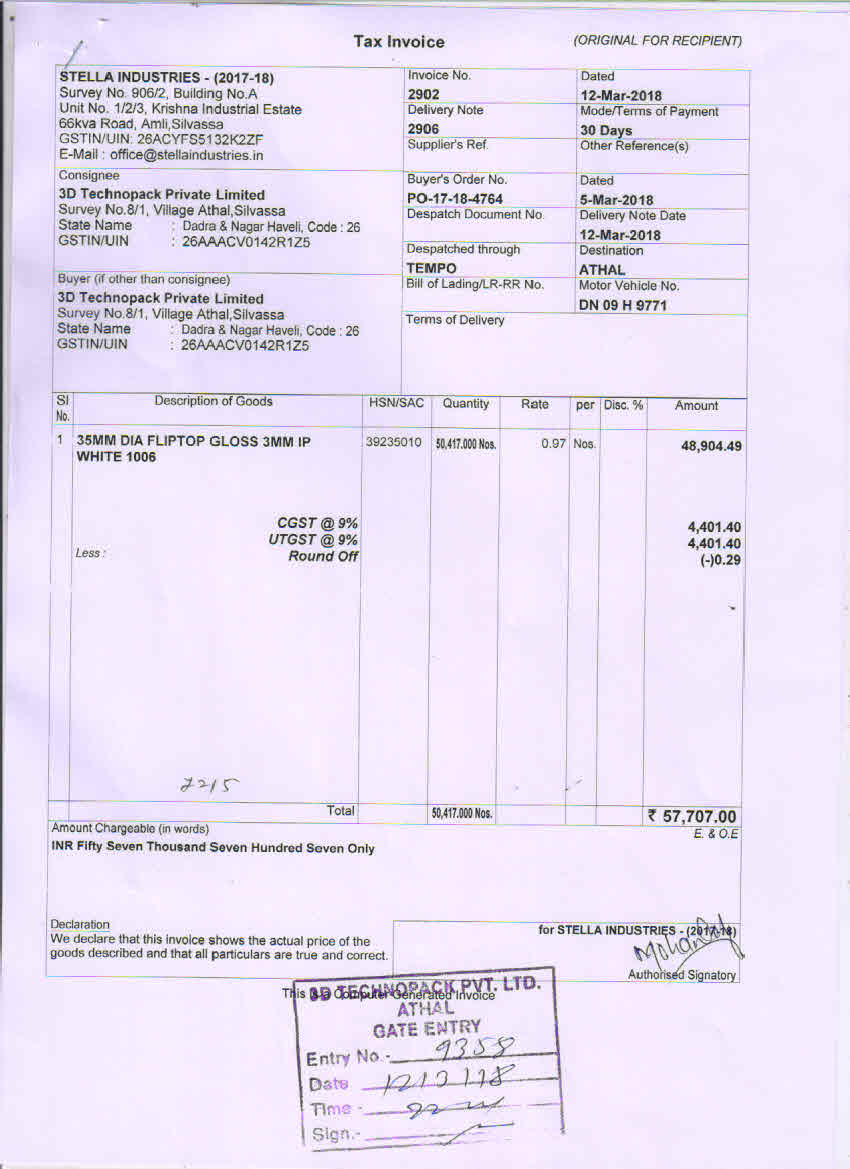 Tax Invoice
(ORIGINAL FOR RECIPIENT)
STELLA INDUSTRIES - (2017-18)
Survey No. 906/2, Building No.A
Unit No. 1/2/3, Krishna Industrial Estate
66kva Road, Amli,Silvassa
GSTIN/UIN: 26ACYFS5132K2ZF
E-Mail : office@stellaindustries.in
Invoice No.
2902
Dated
12-Mar-2018
Delivery Note
2906
Mode/Terms of Payment
30 Days
Supplier's Ref.
Other Reference(s)
Consignee
3D Technopack Private Limited
Survey No.8/1, Village Athal,Silvassa
State Name : Dadra & Nagar Haveli, Code : 26
GSTIN/UIN : 26AAACV0142R1Z5
Buyer's Order No.
PO-17-18-4764
Dated
5-Mar-2018
Despatch Document No.
Delivery Note Date
12-Mar-2018
Despatched through
TEMPO
Destination
ATHAL
Buyer (if other than consignee)
3D Technopack Private Limited
Survey No.8/1, Village Athal,Silvassa
State Name : Dadra & Nagar Haveli, Code : 26
GSTIN/UIN : 26AAACV0142R1Z5
Bill of Lading/LR-RR No.
Motor Vehicle No.
DN 09 H 9771
Terms of Delivery
Sl No. Description of Goods HSN/SAC Quantity Rate per Disc. % Amount
1 35MM DIA FLIPTOP GLOSS 3MM IP 39235010 50,417.000 Nos. 0.97 Nos. 48,904.49
WHITE 1006
CGST @ 9% 4,401.40
UTGST @ 9% 4,401.40
Less : Round Off (-)0.29
Total 50,417.000 Nos. ₹ 57,707.00
Amount Chargeable (in words) E. & O.E
INR Fifty Seven Thousand Seven Hundred Seven Only
Declaration
We declare that this invoice shows the actual price of the
goods described and that all particulars are true and correct.
for STELLA INDUSTRIES - (2017-18)
Authorised Signatory
This is a Computer Generated Invoice
3D TECHNOPACK PVT. LTD.
ATHAL
GATE ENTRY
Entry No.- 9358
Date 12/3/18
Time -
Sign.-